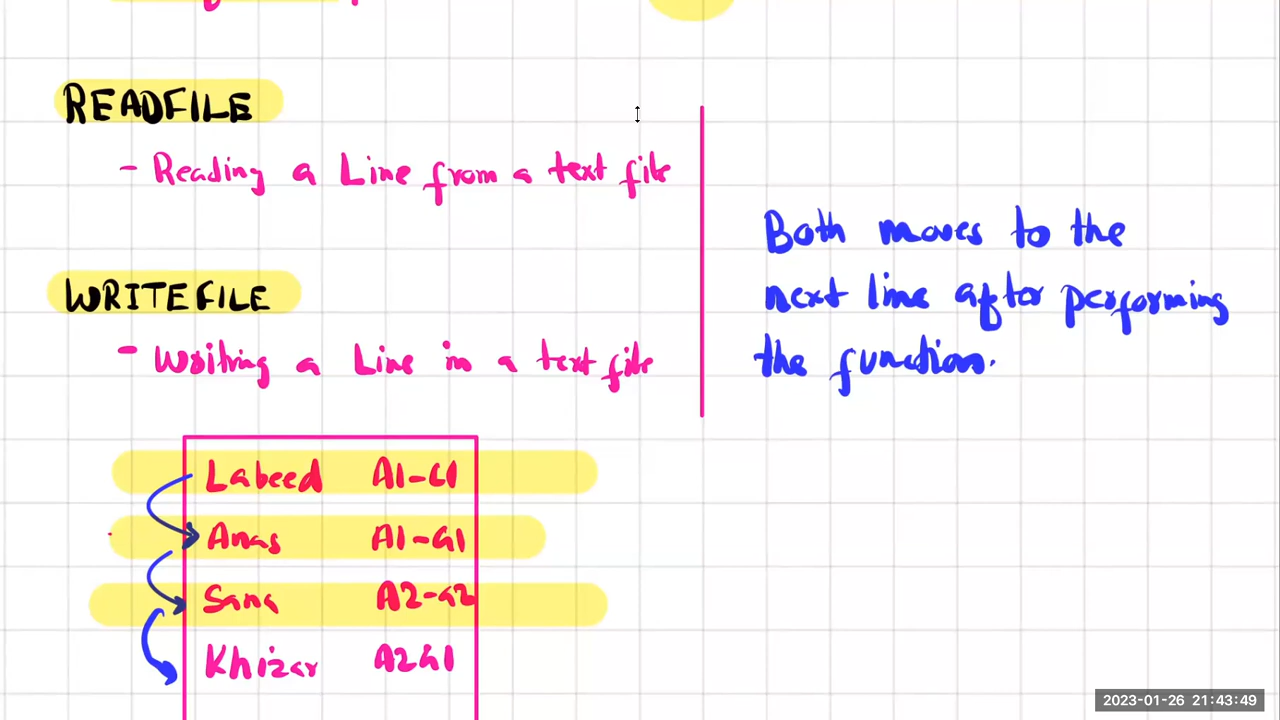 READFILE
- Reading a Line from a text file
WRITEFILE
- Writing a Line in a text file
Both moves to the
next line after performing
the function.
Labeed A1-G1
Anas A1-G1
Sana A2-G2
Khizar A2G1
2023-01-26 21:43:49